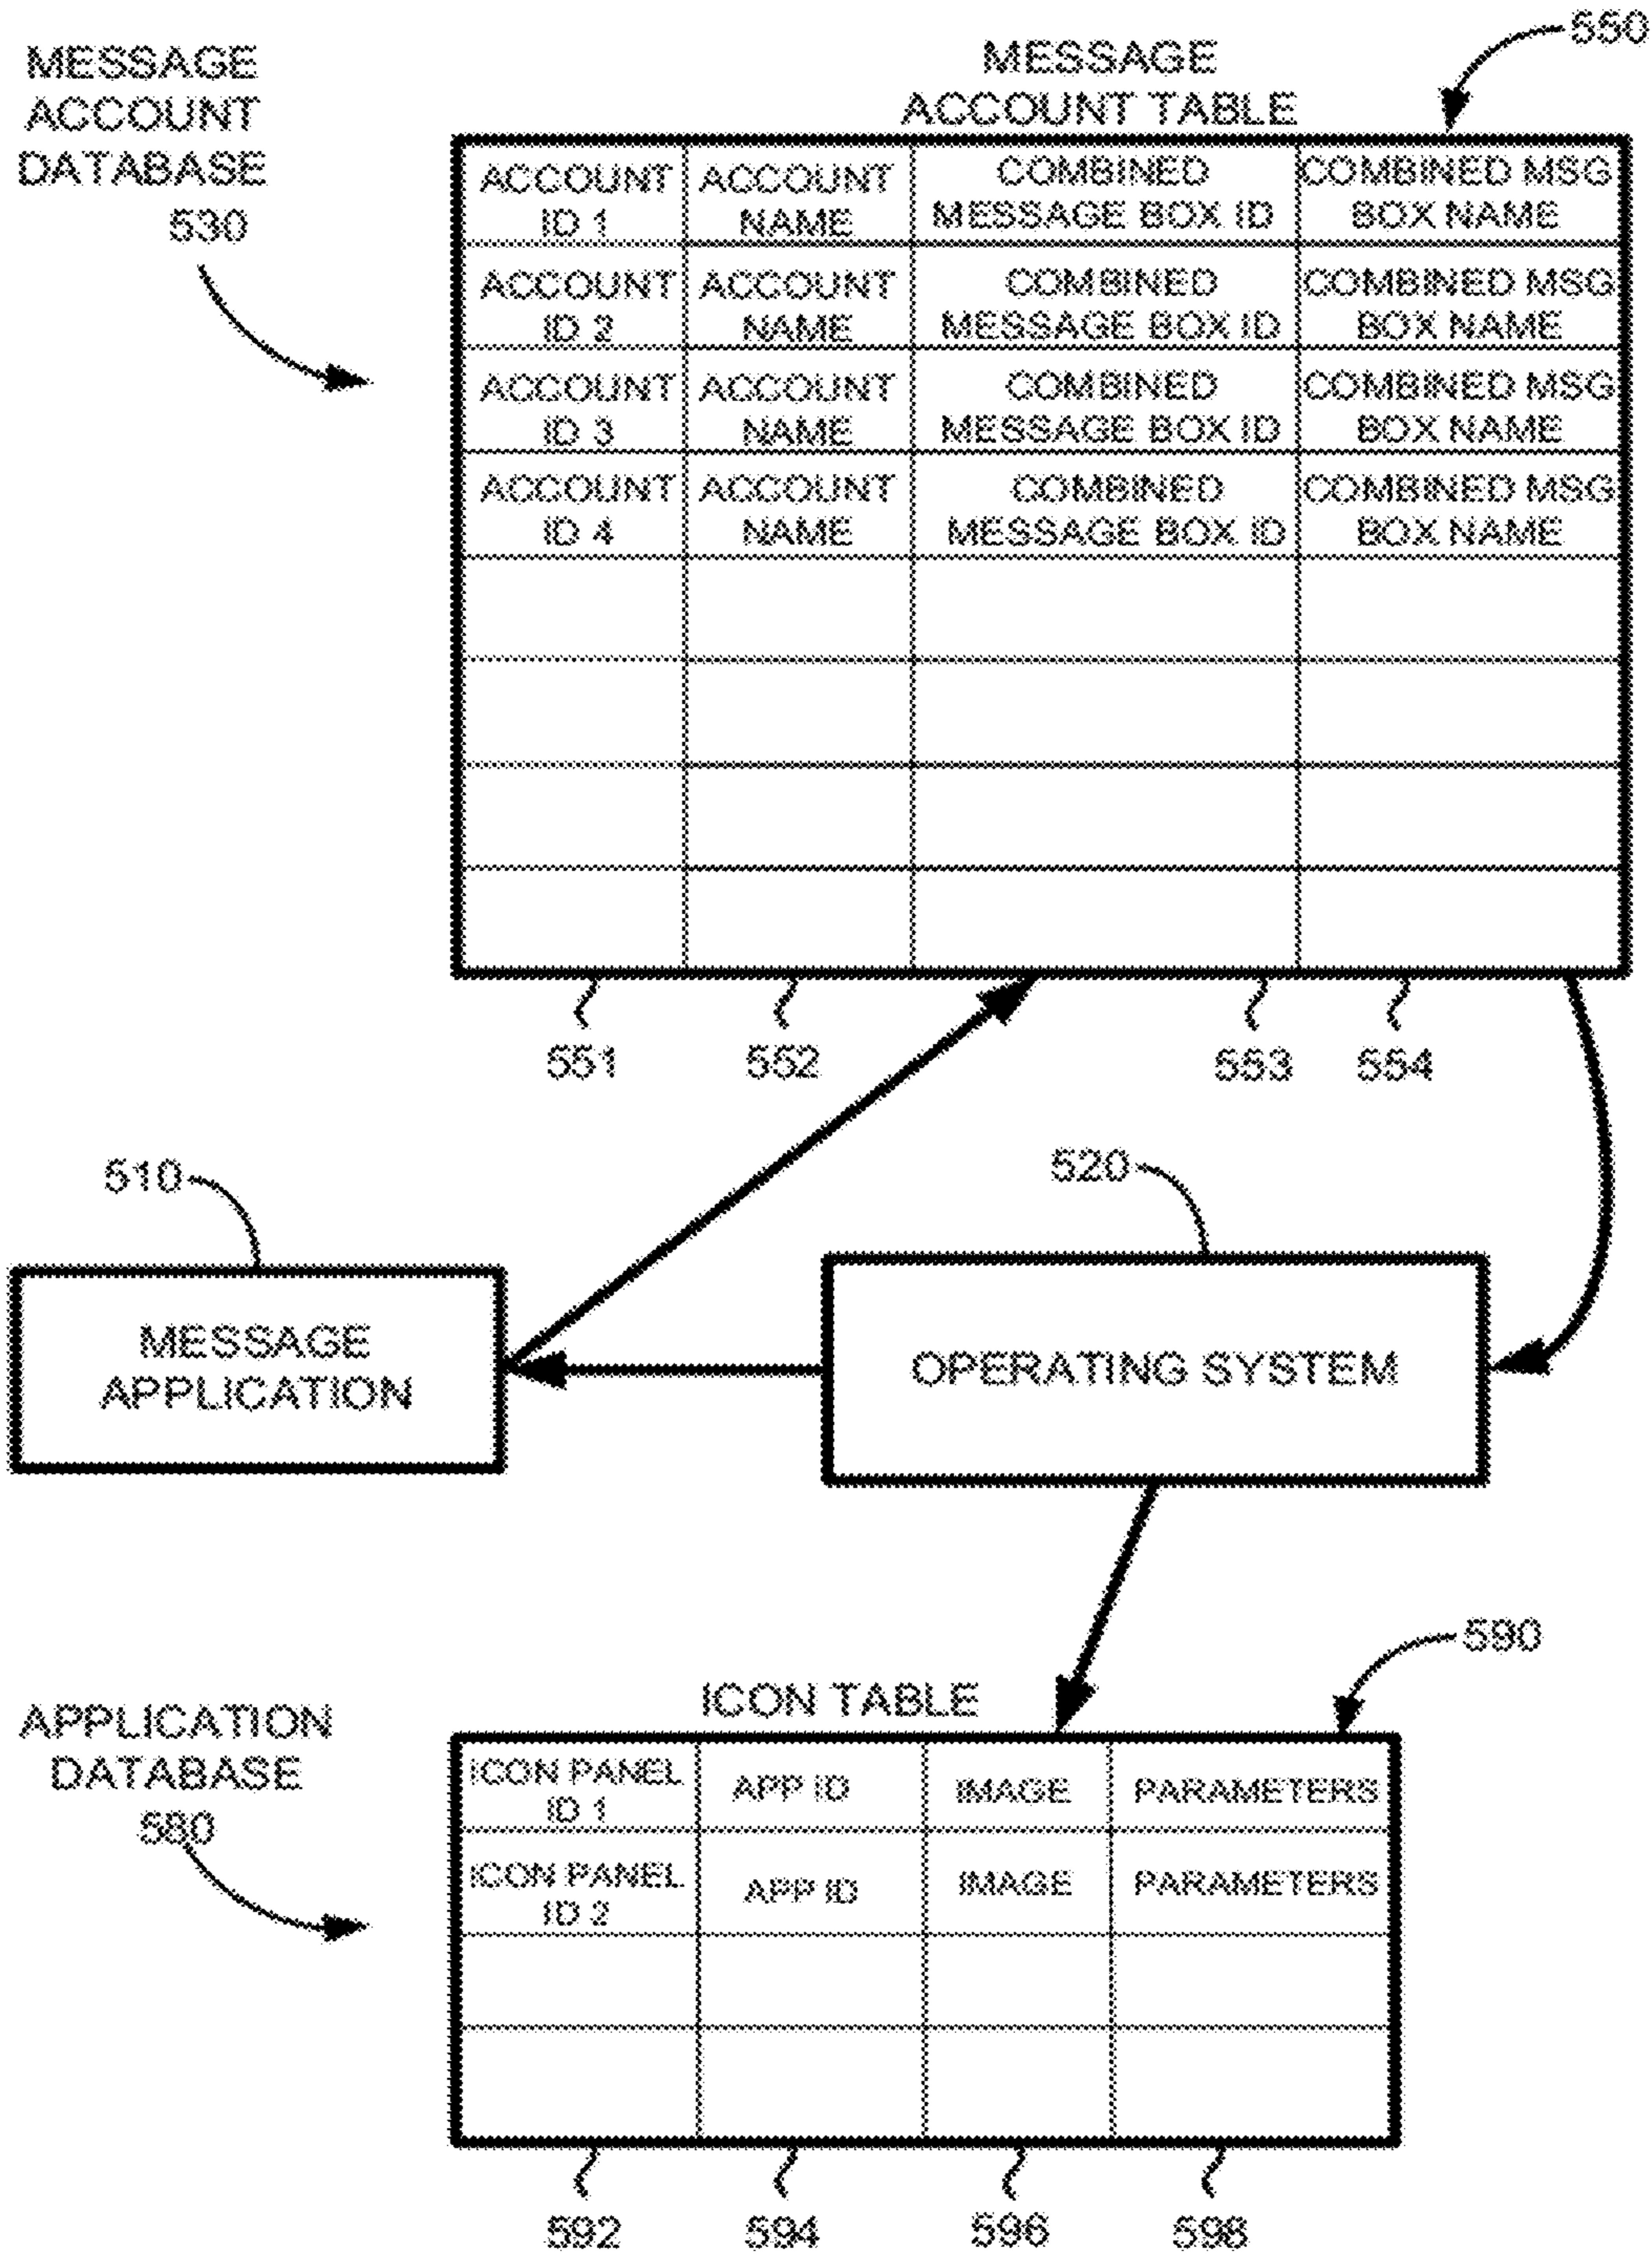 550
MESSAGE
ACCOUNT
DATABASE
530
MESSAGE
ACCOUNT TABLE
ACCOUNT
ID 1
ACCOUNT
NAME
COMBINED
MESSAGE BOX ID
COMBINED MSG
BOX NAME
ACCOUNT
ID 2
ACCOUNT
NAME
COMBINED
MESSAGE BOX ID
COMBINED MSG
BOX NAME
ACCOUNT
ID 3
ACCOUNT
NAME
COMBINED
MESSAGE BOX ID
COMBINED MSG
BOX NAME
ACCOUNT
ID 4
ACCOUNT
NAME
COMBINED
MESSAGE BOX ID
COMBINED MSG
BOX NAME
551
552
553
554
510
520
MESSAGE
APPLICATION
OPERATING SYSTEM
590
APPLICATION
DATABASE
580
ICON TABLE
ICON PANEL
ID 1
APP ID
IMAGE
PARAMETERS
ICON PANEL
ID 2
APP ID
IMAGE
PARAMETERS
592
594
596
598